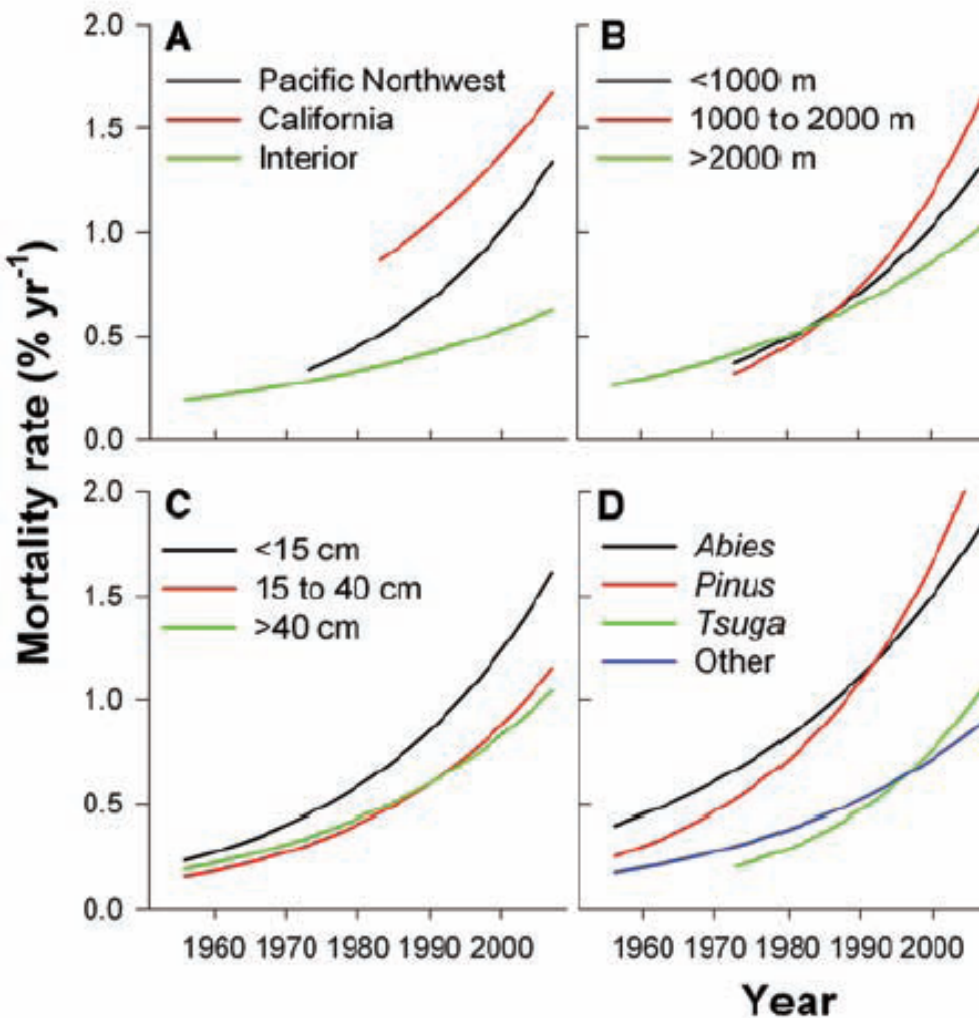 Mortality rate (% yr⁻¹)
2.0
1.5
1.0
0.5
0.0
A
Pacific Northwest
California
Interior
1960 1970 1980 1990 2000
B
<1000 m
1000 to 2000 m
>2000 m
1960 1970 1980 1990 2000
2.0
1.5
1.0
0.5
0.0
C
<15 cm
15 to 40 cm
>40 cm
D
Abies
Pinus
Tsuga
Other
Year